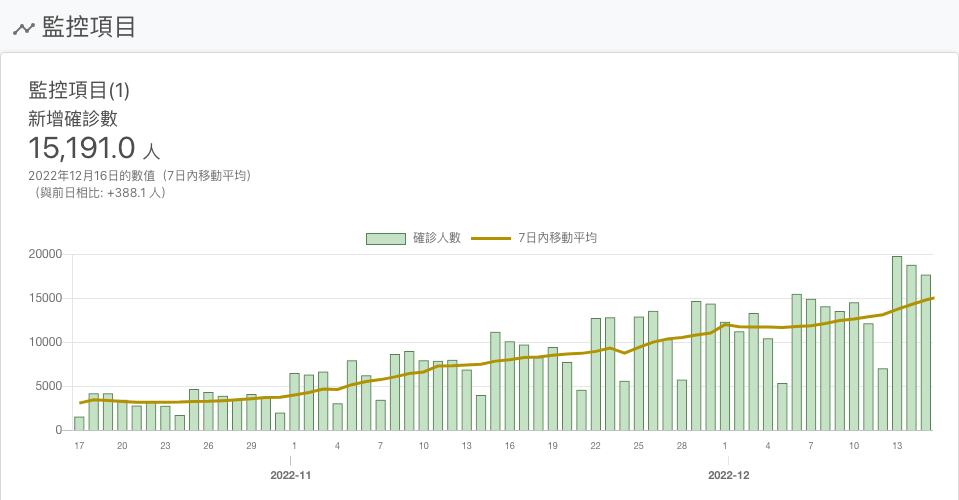 監控項目
監控項目(1)
新增確診數
15,191.0 人
2022年12月16日的數值（7日內移動平均）
（與前日相比: +388.1 人）
確診人數 7日內移動平均
20000
15000
10000
5000
0
17 20 23 26 29 1 4 7 10 13 16 19 22 25 28 1 4 7 10 13
2022-11 2022-12